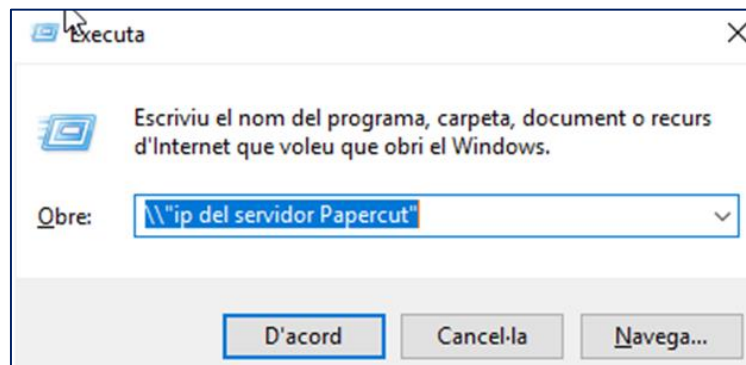 Executa
Escriviu el nom del programa, carpeta, document o recurs
d'Internet que voleu que obri el Windows.
Obre: \\"ip del servidor Papercut"
D'acord Cancel·la Navega...